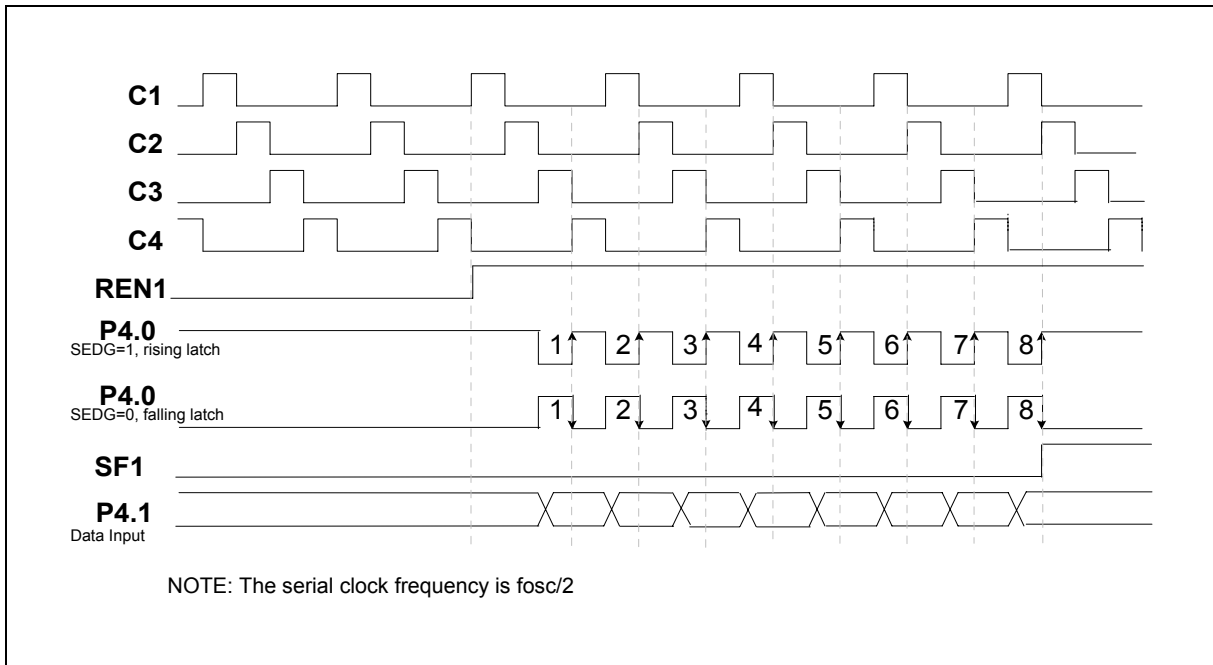 C1
C2
C3
C4
REN1
P4.0
SEDG=1, rising latch
1 2 3 4 5 6 7 8
P4.0
SEDG=0, falling latch
1 2 3 4 5 6 7 8
SF1
P4.1
Data Input
NOTE: The serial clock frequency is fosc/2